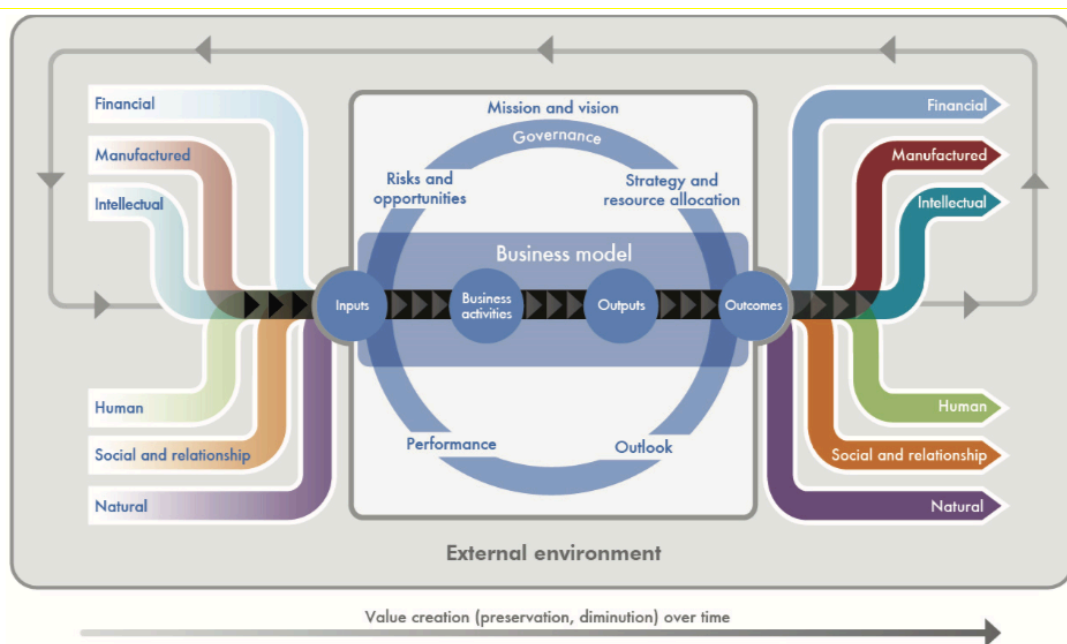 Financial
Manufactured
Intellectual
Human
Social and relationship
Natural
Mission and vision
Governance
Risks and
opportunities
Strategy and
resource allocation
Business model
Inputs
Business
activities
Outputs
Outcomes
Performance
Outlook
Financial
Manufactured
Intellectual
Human
Social and relationship
Natural
External environment
Value creation (preservation, diminution) over time